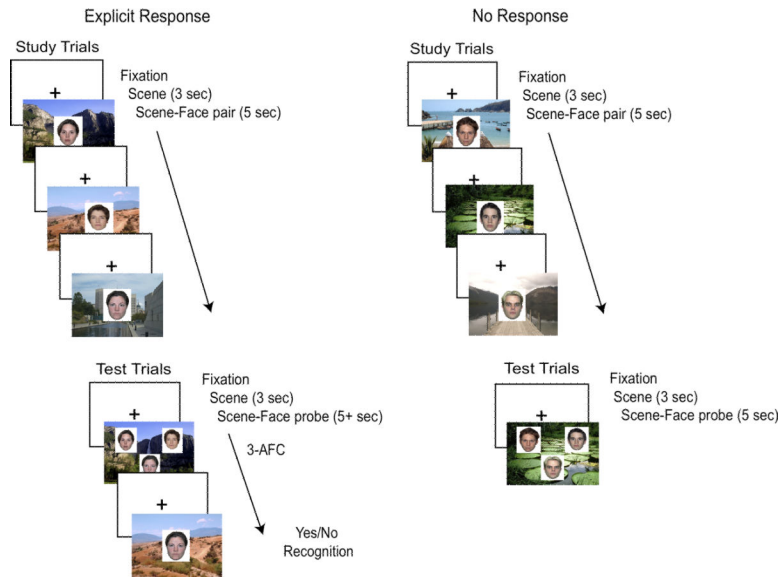 Explicit Response
Study Trials
Fixation
Scene (3 sec)
Scene-Face pair (5 sec)
Test Trials
Fixation
Scene (3 sec)
Scene-Face probe (5+ sec)
3-AFC
Yes/No
Recognition
No Response
Study Trials
Fixation
Scene (3 sec)
Scene-Face pair (5 sec)
Test Trials
Fixation
Scene (3 sec)
Scene-Face probe (5 sec)